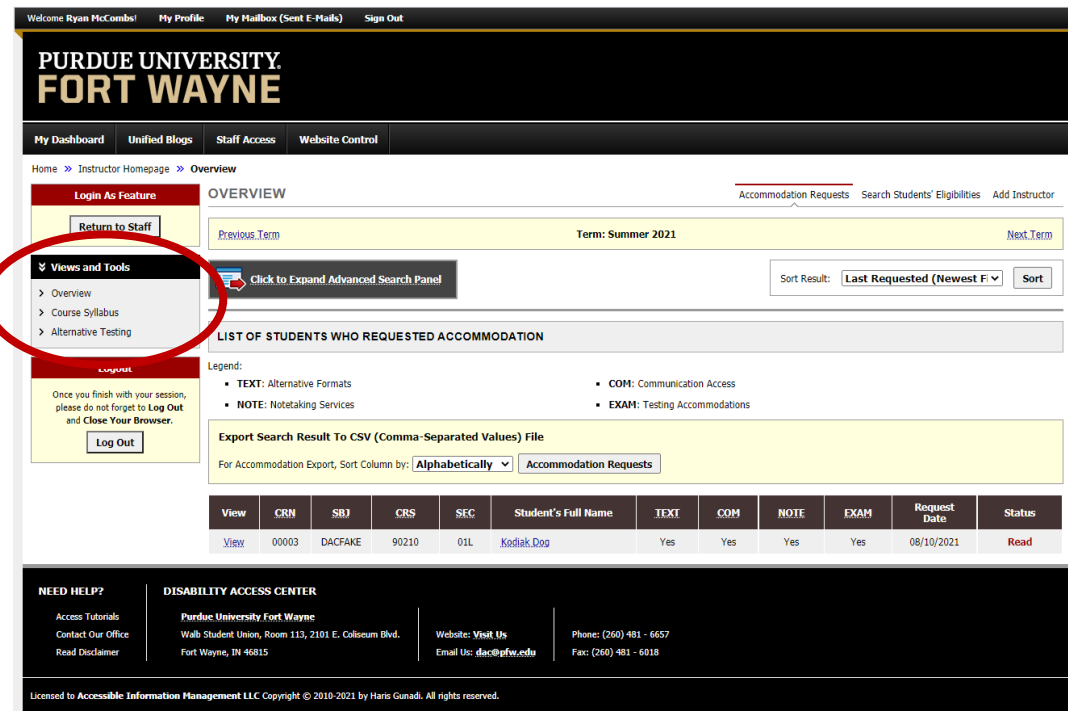 Welcome Ryan McCombs! My Profile My Mailbox (Sent E-Mails) Sign Out
PURDUE UNIVERSITY.
FORT WAYNE
My Dashboard Unified Blogs Staff Access Website Control
Home » Instructor Homepage » Overview
Login As Feature
Return to Staff
Views and Tools
Overview
Course Syllabus
Alternative Testing
Logout
Once you finish with your session,
please do not forget to Log Out
and Close Your Browser.
Log Out
OVERVIEW
Accommodation Requests Search Students' Eligibilities Add Instructor
Previous Term Term: Summer 2021 Next Term
Click to Expand Advanced Search Panel
Sort Result: Last Requested (Newest Fi Sort
LIST OF STUDENTS WHO REQUESTED ACCOMMODATION
Legend:
TEXT: Alternative Formats COM: Communication Access
NOTE: Notetaking Services EXAM: Testing Accommodations
Export Search Result To CSV (Comma-Separated Values) File
For Accommodation Export, Sort Column by: Alphabetically Accommodation Requests
View CRN SBJ CRS SEC Student's Full Name TEXT COM NOTE EXAM Request Date Status
View 00003 DACFAKE 90210 01L Kodiak Dog Yes Yes Yes Yes 08/10/2021 Read
NEED HELP?
Access Tutorials
Contact Our Office
Read Disclaimer
DISABILITY ACCESS CENTER
Purdue University Fort Wayne
Walb Student Union, Room 113, 2101 E. Coliseum Blvd.
Fort Wayne, IN 46815
Website: Visit Us
Email Us: dac@pfw.edu
Phone: (260) 481 - 6657
Fax: (260) 481 - 6018
Licensed to Accessible Information Management LLC Copyright © 2010-2021 by Haris Gunadi. All rights reserved.